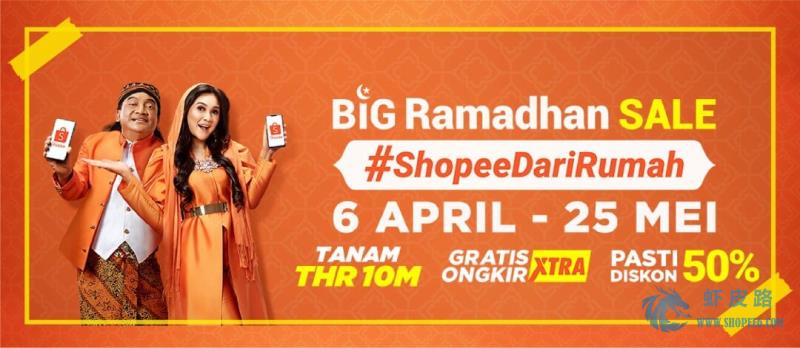 BIG Ramadhan SALE
#ShopeeDariRumah
6 APRIL - 25 MEI
TANAM
THR 10M
GRATIS
ONGKIR XTRA
PASTI
DISKON 50%
虾皮路
WWW.SHOPEE6.COM